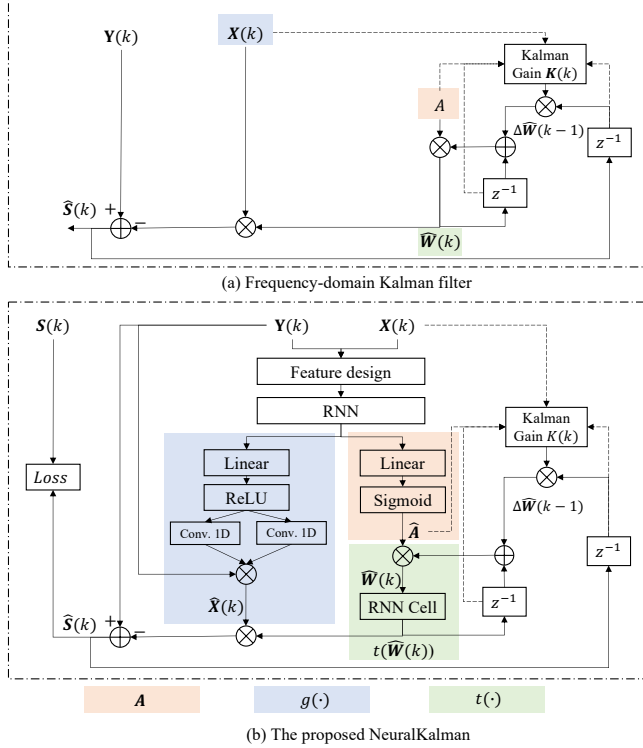 Y(k)
X(k)
Kalman
Gain K(k)
A
ΔŴ(k−1)
z⁻¹
z⁻¹
Ŝ(k)
+
−
Ŵ(k)
(a) Frequency-domain Kalman filter
S(k)
Y(k)
X(k)
Feature design
RNN
Kalman
Gain K(k)
Linear
Linear
Loss
ReLU
Sigmoid
ΔŴ(k−1)
Conv. 1D
Conv. 1D
Â
z⁻¹
Ŵ(k)
X̂(k)
RNN Cell
z⁻¹
Ŝ(k)
+
−
t(Ŵ(k))
A
g(·)
t(·)
(b) The proposed NeuralKalman